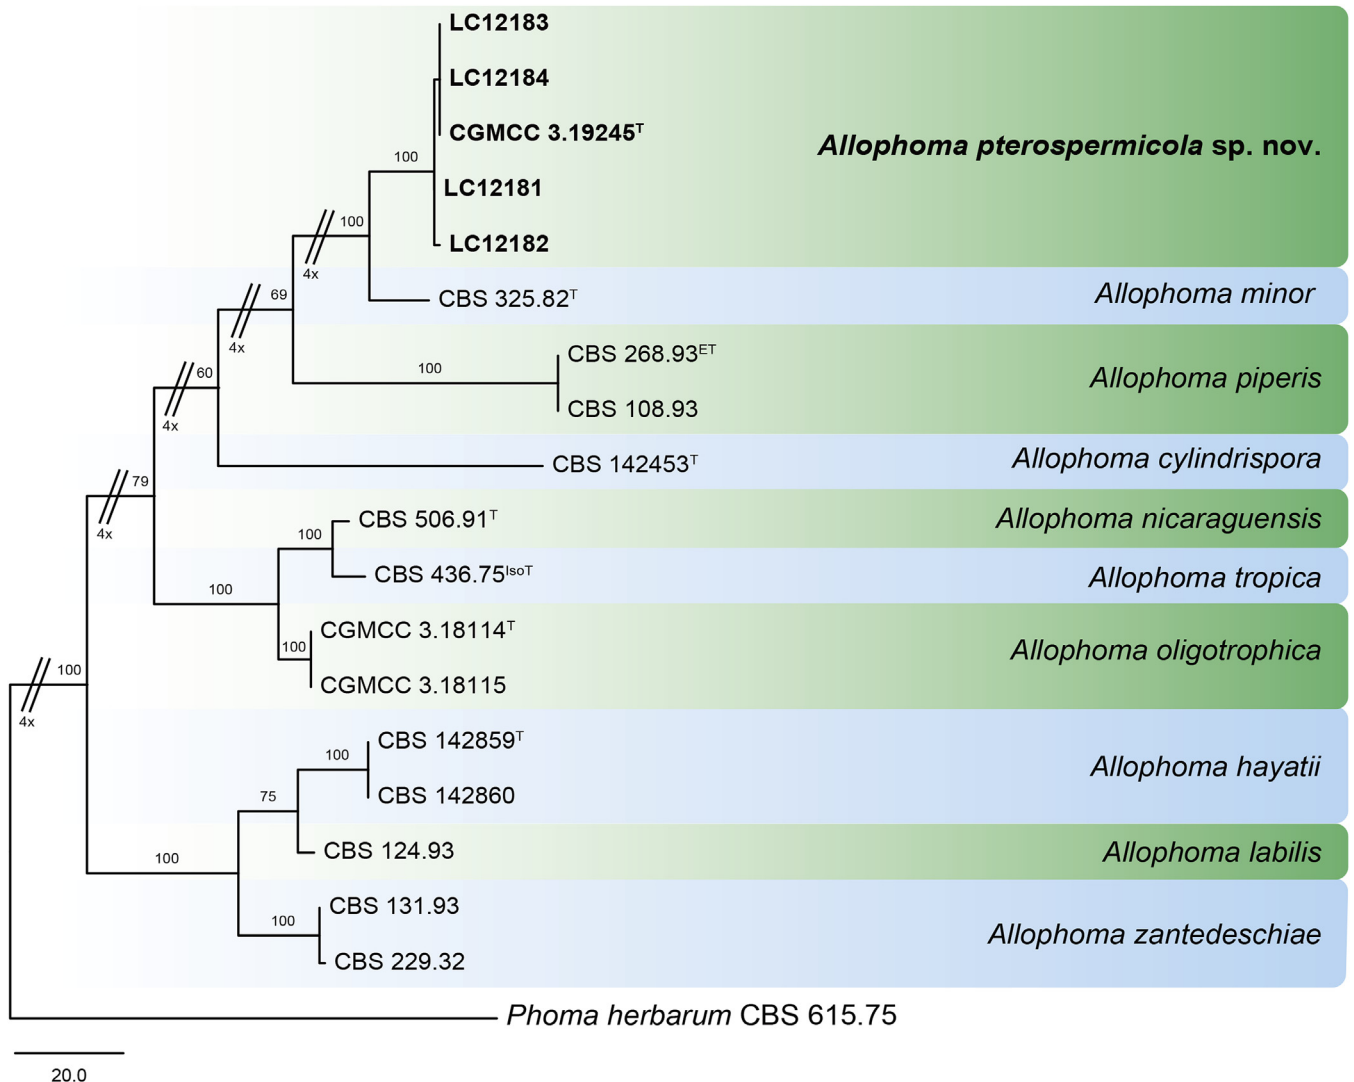 LC12183
LC12184
CGMCC 3.19245ᵀ
Allophoma pterospermicola sp. nov.
100
LC12181
100
LC12182
4x
CBS 325.82ᵀ
Allophoma minor
69
4x
CBS 268.93ᴱᵀ
100
Allophoma piperis
60
CBS 108.93
4x
CBS 142453ᵀ
Allophoma cylindrispora
79
4x
CBS 506.91ᵀ
Allophoma nicaraguensis
100
CBS 436.75ᴵˢᵒᵀ
Allophoma tropica
100
CGMCC 3.18114ᵀ
100
Allophoma oligotrophica
CGMCC 3.18115
100
4x
CBS 142859ᵀ
100
Allophoma hayatii
75
CBS 142860
CBS 124.93
Allophoma labilis
100
CBS 131.93
100
Allophoma zantedeschiae
CBS 229.32
Phoma herbarum CBS 615.75
20.0